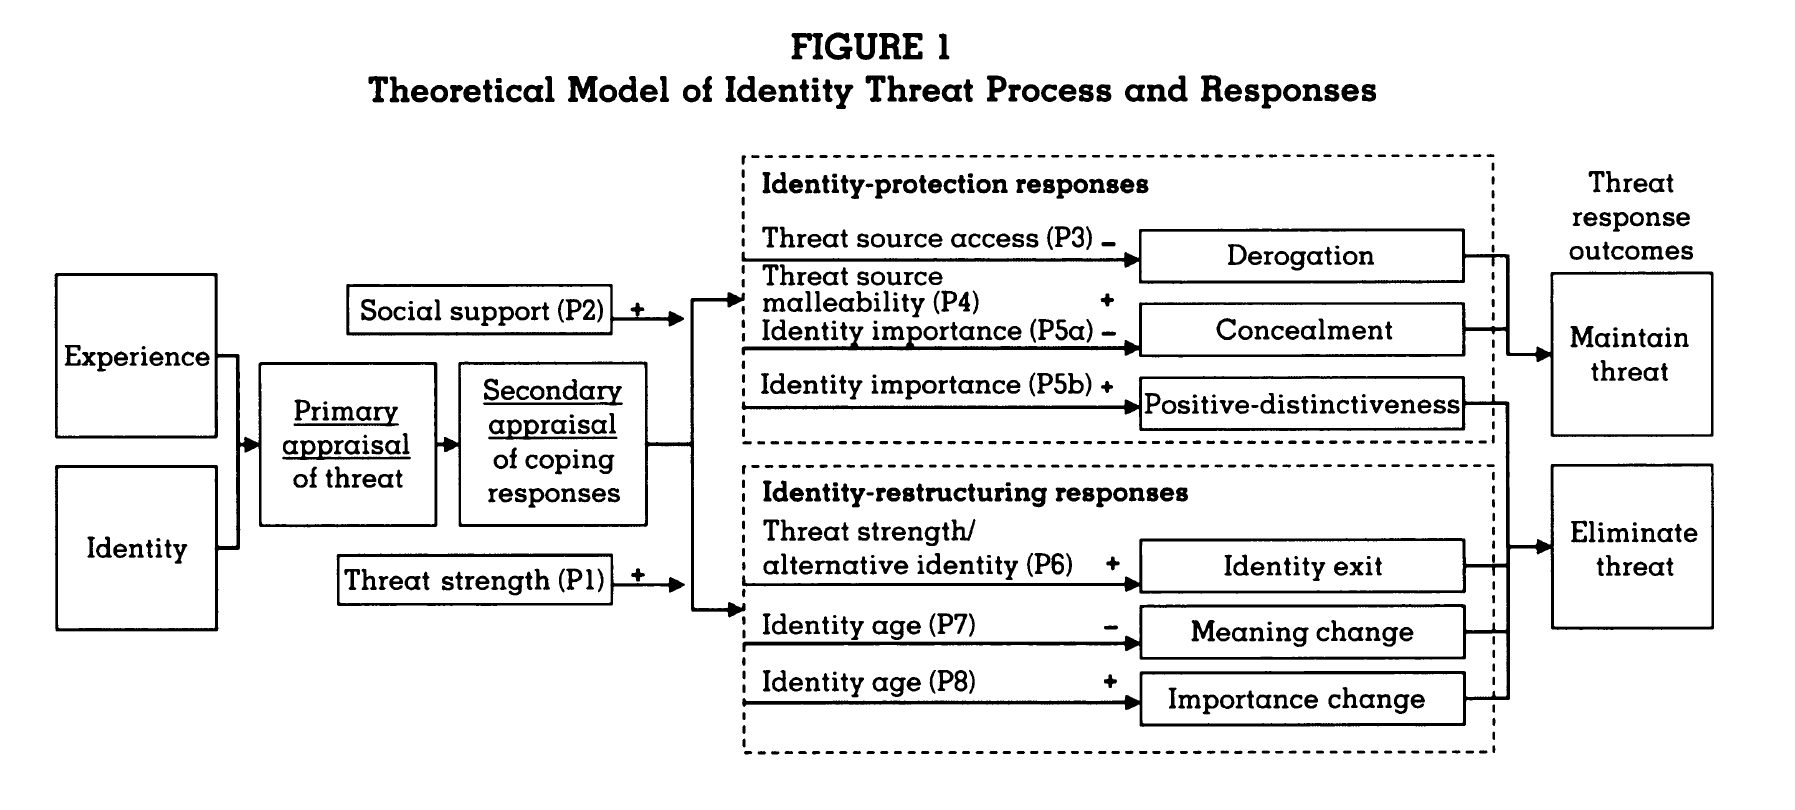 FIGURE 1
Theoretical Model of Identity Threat Process and Responses
Experience
Identity
Primary
appraisal
of threat
Social support (P2) +
Secondary
appraisal
of coping
responses
Threat strength (P1) +
Identity-protection responses
Threat source access (P3) –
Derogation
Threat source
malleability (P4) +
Identity importance (P5a) –
Concealment
Identity importance (P5b) +
Positive-distinctiveness
Identity-restructuring responses
Threat strength/
alternative identity (P6) +
Identity exit
Identity age (P7) –
Meaning change
Identity age (P8) +
Importance change
Threat
response
outcomes
Maintain
threat
Eliminate
threat